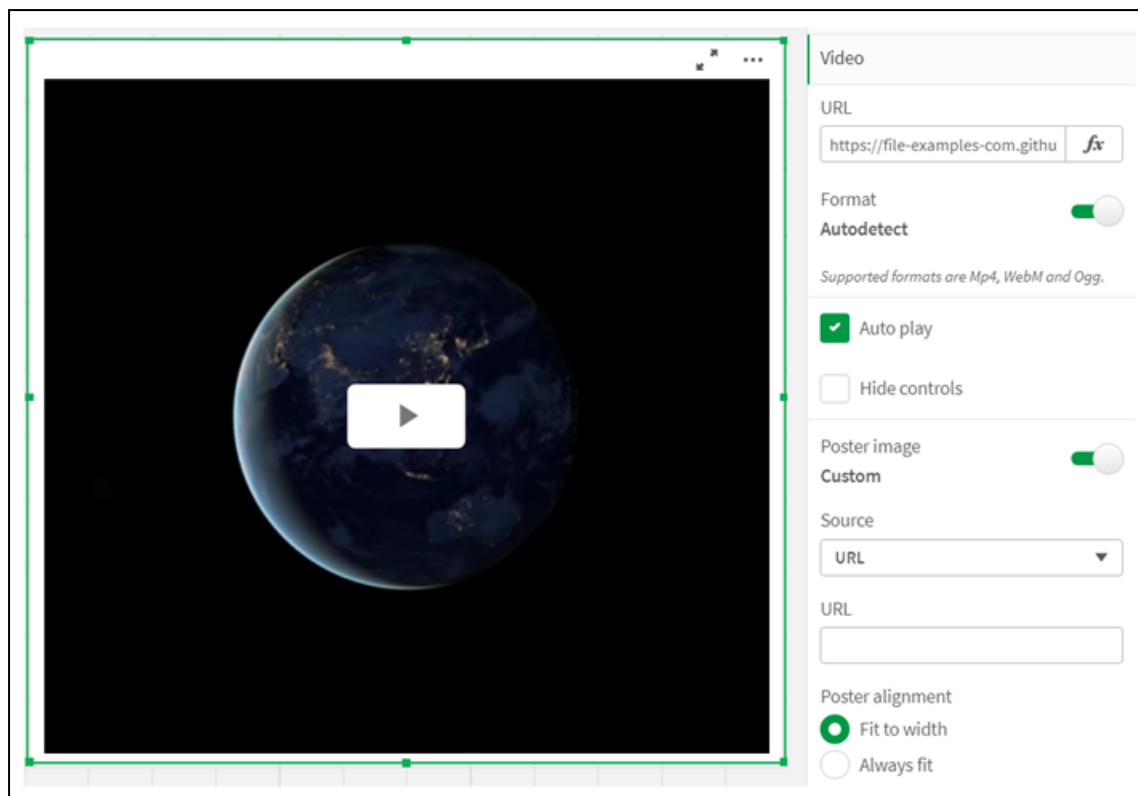 Video
URL
https://file-examples-com.githu
fx
Format
Autodetect
Supported formats are Mp4, WebM and Ogg.
Auto play
Hide controls
Poster image
Custom
Source
URL
URL
Poster alignment
Fit to width
Always fit